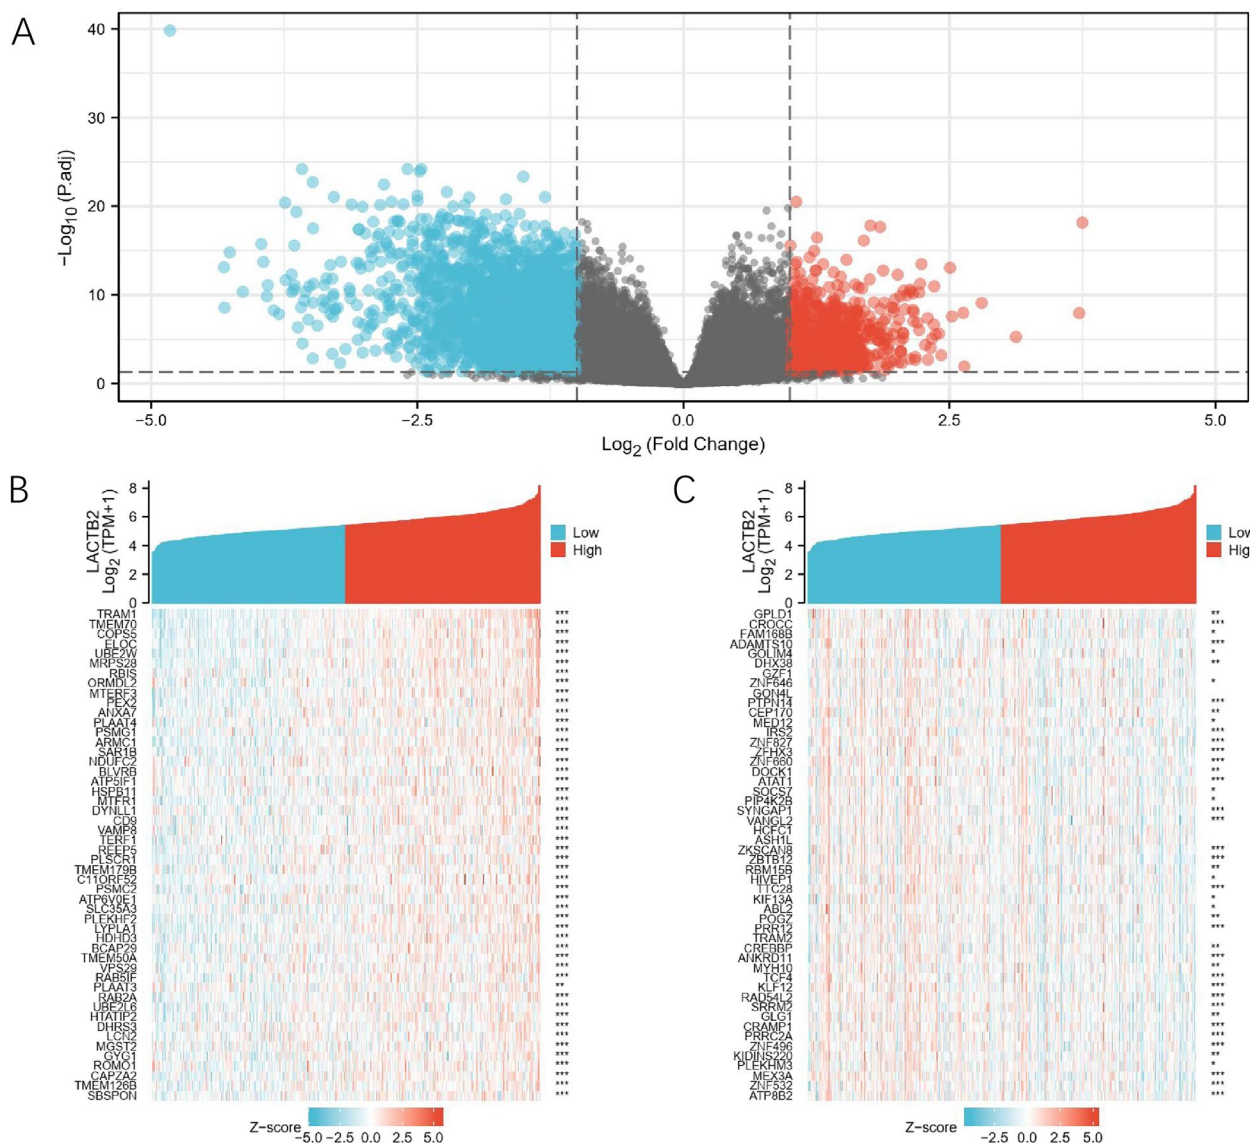 A
40
30
20
10
0
−Log10 (P.adj)
−5.0 −2.5 0.0 2.5 5.0
Log2 (Fold Change)
B
8
6
4
2
0
LACTB2
Log2 (TPM+1)
Low
High
TRAM1 ***
TMEM70 ***
COPS5 ***
ELOC ***
UBE2W ***
MRPS28 ***
RBIS ***
ORMDL2 ***
MTERF3 ***
PEX2 ***
ANXA7 ***
PLAAT4 ***
PSMG1 ***
ARMC1 ***
SAR1B ***
NDUFC2 ***
BLVRB ***
ATP5IF1 ***
HSPB11 ***
MTFR1 ***
DYNLL1 ***
CD9 ***
VAMP8 ***
TERF1 ***
REEP5 ***
PLSCR1 ***
TMEM179B ***
C11ORF52 ***
PSMC2 ***
ATP6V0E1 ***
SLC35A3 ***
PLEKHF2 ***
LYPLA1 ***
HDHD3 ***
BCAP29 ***
TMEM50A ***
VPS29 ***
RAB5IF ***
PLAAT3 **
RAB2A ***
UBE2L6 ***
HTATIP2 ***
DHRS3 ***
LCN2 ***
MGST2 ***
GYG1 ***
ROMO1 ***
CAPZA2 ***
TMEM126B ***
SBSPON ***
Z−score
−5.0 −2.5 0.0 2.5 5.0
C
8
6
4
2
0
LACTB2
Log2 (TPM+1)
Low
High
GPLD1 **
CROCC ***
FAM168B *
ADAMTS10 ***
GOLIM4 *
DHX38 **
GZF1
ZNF646 *
GON4L
PTPN14 ***
CEP170 **
MED12 *
IRS2 ***
ZNF827 ***
ZFHX3 ***
ZNF660 ***
DOCK1 **
ATAT1 ***
SOCS7 *
PIP4K2B *
SYNGAP1 ***
VANGL2 ***
HCFC1
ASH1L
ZKSCAN8 ***
ZBTB12 ***
RBM15B **
HIVEP1 *
TTC28 ***
KIF13A *
ABL2 *
POGZ **
PRR12 ***
TRAM2
CREBBP **
ANKRD11 ***
MYH10 **
TCF4 ***
KLF12 ***
RAD54L2 ***
SRRM2 ***
GLG1 **
CRAMP1 ***
PRRC2A ***
ZNF496 ***
KIDINS220 **
PLEKHM3 *
MEX3A ***
ZNF532 ***
ATP8B2 ***
Z−score
−2.5 0.0 2.5 5.0